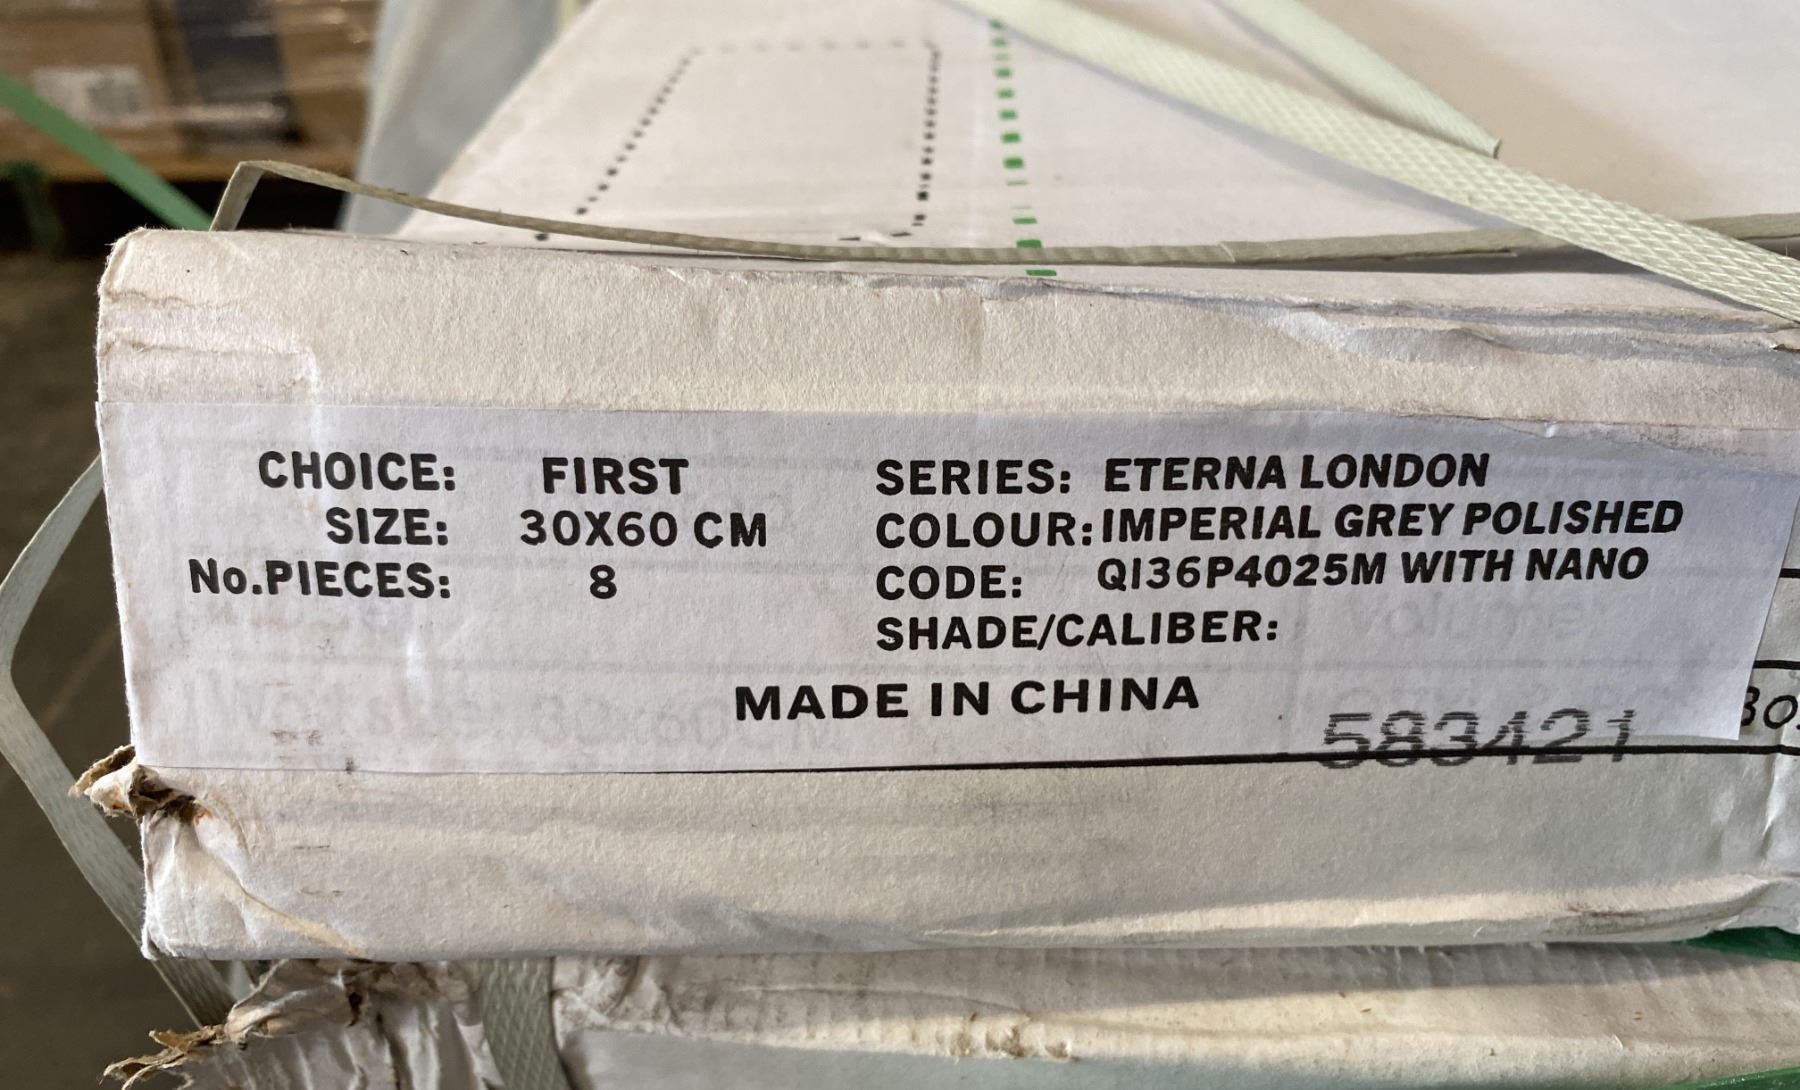 CHOICE: FIRST
SIZE: 30X60 CM
No.PIECES: 8
SERIES: ETERNA LONDON
COLOUR: IMPERIAL GREY POLISHED
CODE: QI36P4025M WITH NANO
SHADE/CALIBER:
MADE IN CHINA
583421